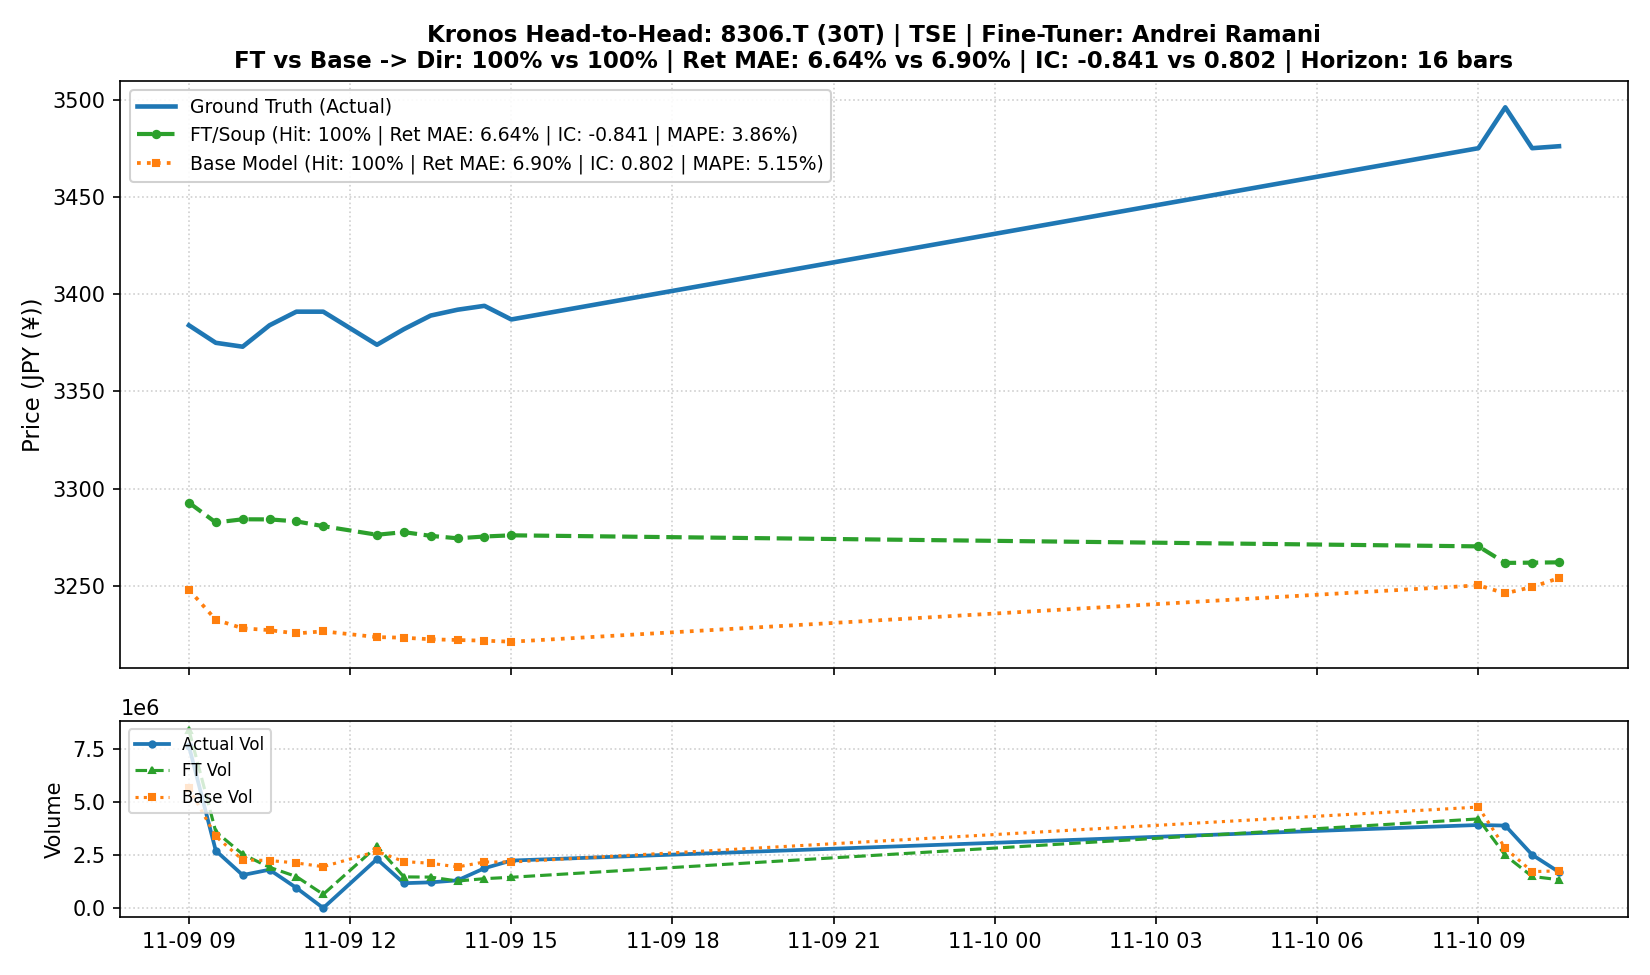 Kronos Head-to-Head: 8306.T (30T) | TSE | Fine-Tuner: Andrei Ramani
FT vs Base -> Dir: 100% vs 100% | Ret MAE: 6.64% vs 6.90% | IC: -0.841 vs 0.802 | Horizon: 16 bars
Ground Truth (Actual)
FT/Soup (Hit: 100% | Ret MAE: 6.64% | IC: -0.841 | MAPE: 3.86%)
Base Model (Hit: 100% | Ret MAE: 6.90% | IC: 0.802 | MAPE: 5.15%)
Price (JPY (¥))
3500
3450
3400
3350
3300
3250
1e6
Actual Vol
FT Vol
Base Vol
Volume
7.5
5.0
2.5
0.0
11-09 09
11-09 12
11-09 15
11-09 18
11-09 21
11-10 00
11-10 03
11-10 06
11-10 09